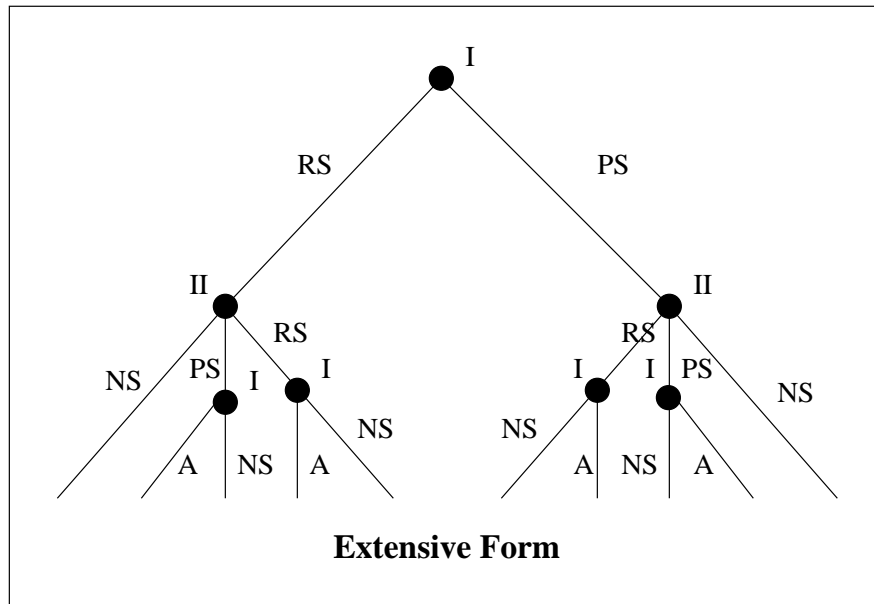 I
RS PS
II II
RS RS
NS PS I I I PS NS
NS NS
A NS A A NS A
Extensive Form